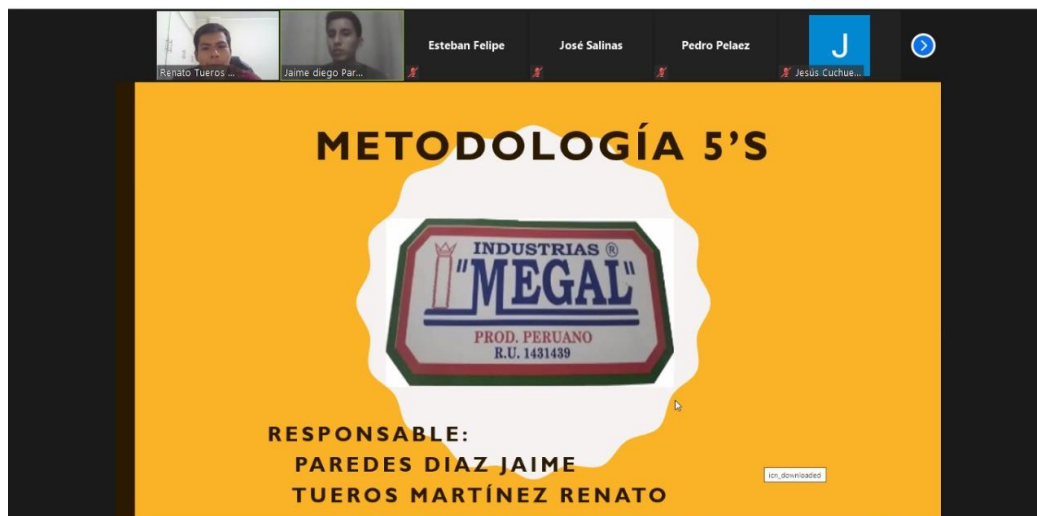 Esteban Felipe
José Salinas
Pedro Pelaez
J
Renato Tueros ...
Jaime diego Par...
Jesús Cuchue...
METODOLOGÍA 5'S
INDUSTRIAS ®
"MEGAL"
PROD. PERUANO
R.U. 1431439
RESPONSABLE:
PAREDES DIAZ JAIME
TUEROS MARTÍNEZ RENATO
icn_downloaded